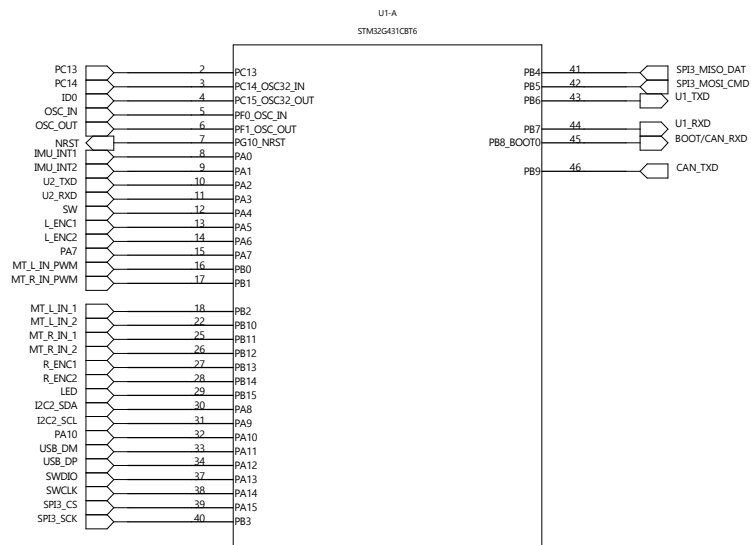 U1-A
STM32G431CBT6
PC13 2 PC13 PB4 41 SPI3_MISO_DAT
PC14 3 PC14_OSC32_IN PB5 42 SPI3_MOSI_CMD
ID0 4 PC15_OSC32_OUT PB6 43 U1_TXD
OSC_IN 5 PF0_OSC_IN
OSC_OUT 6 PF1_OSC_OUT PB7 44 U1_RXD
NRST 7 PG10_NRST PB8_BOOT0 45 BOOT/CAN_RXD
IMU_INT1 8 PA0
IMU_INT2 9 PA1 PB9 46 CAN_TXD
U2_TXD 10 PA2
U2_RXD 11 PA3
SW 12 PA4
L_ENC1 13 PA5
L_ENC2 14 PA6
PA7 15 PA7
MT_L_IN_PWM 16 PB0
MT_R_IN_PWM 17 PB1
MT_L_IN_1 18 PB2
MT_L_IN_2 22 PB10
MT_R_IN_1 25 PB11
MT_R_IN_2 26 PB12
R_ENC1 27 PB13
R_ENC2 28 PB14
LED 29 PB15
I2C2_SDA 30 PA8
I2C2_SCL 31 PA9
PA10 32 PA10
USB_DM 33 PA11
USB_DP 34 PA12
SWDIO 37 PA13
SWCLK 38 PA14
SPI3_CS 39 PA15
SPI3_SCK 40 PB3